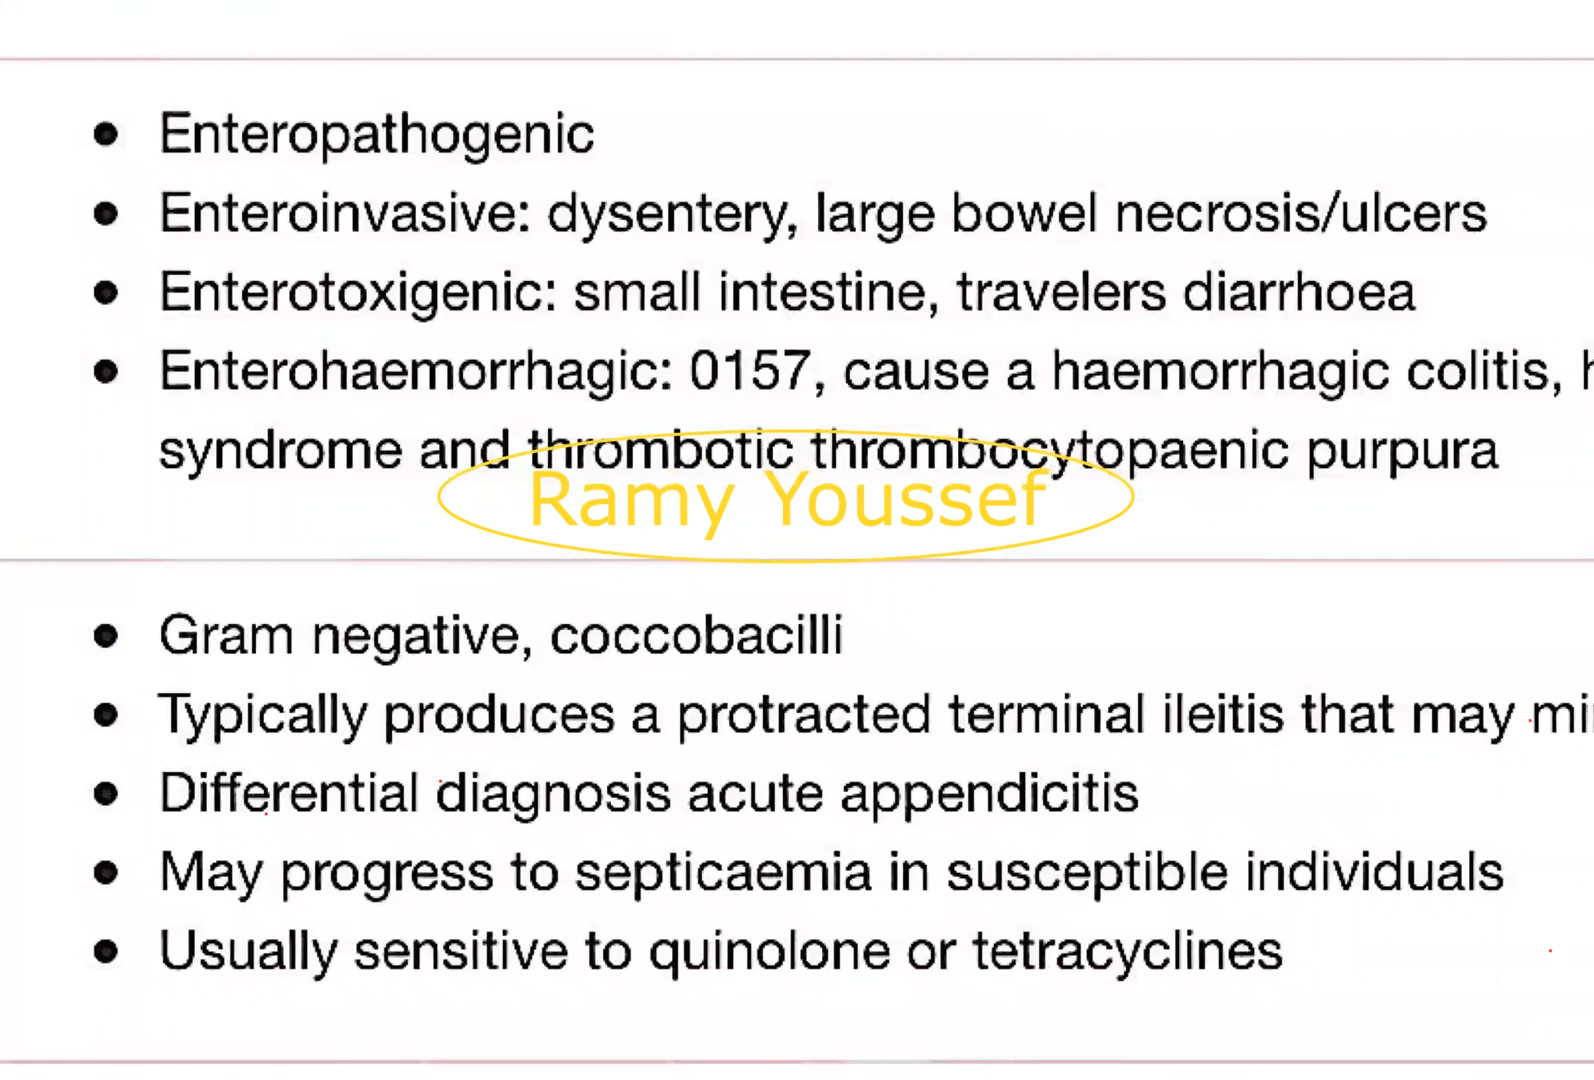 Enteropathogenic
Enteroinvasive: dysentery, large bowel necrosis/ulcers
Enterotoxigenic: small intestine, travelers diarrhoea
Enterohaemorrhagic: 0157, cause a haemorrhagic colitis,
syndrome and thrombotic thrombocytopaenic purpura
Ramy Youssef
Gram negative, coccobacilli
Typically produces a protracted terminal ileitis that may
Differential diagnosis acute appendicitis
May progress to septicaemia in susceptible individuals
Usually sensitive to quinolone or tetracyclines